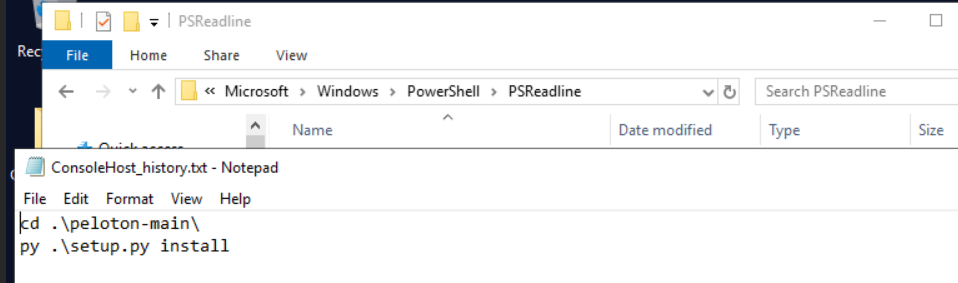 PSReadline
Rec
File Home Share View
« Microsoft > Windows > PowerShell > PSReadline
Search PSReadline
Name Date modified Type Size
Quick access
ConsoleHost_history.txt - Notepad
File Edit Format View Help
cd .\peloton-main\
py .\setup.py install